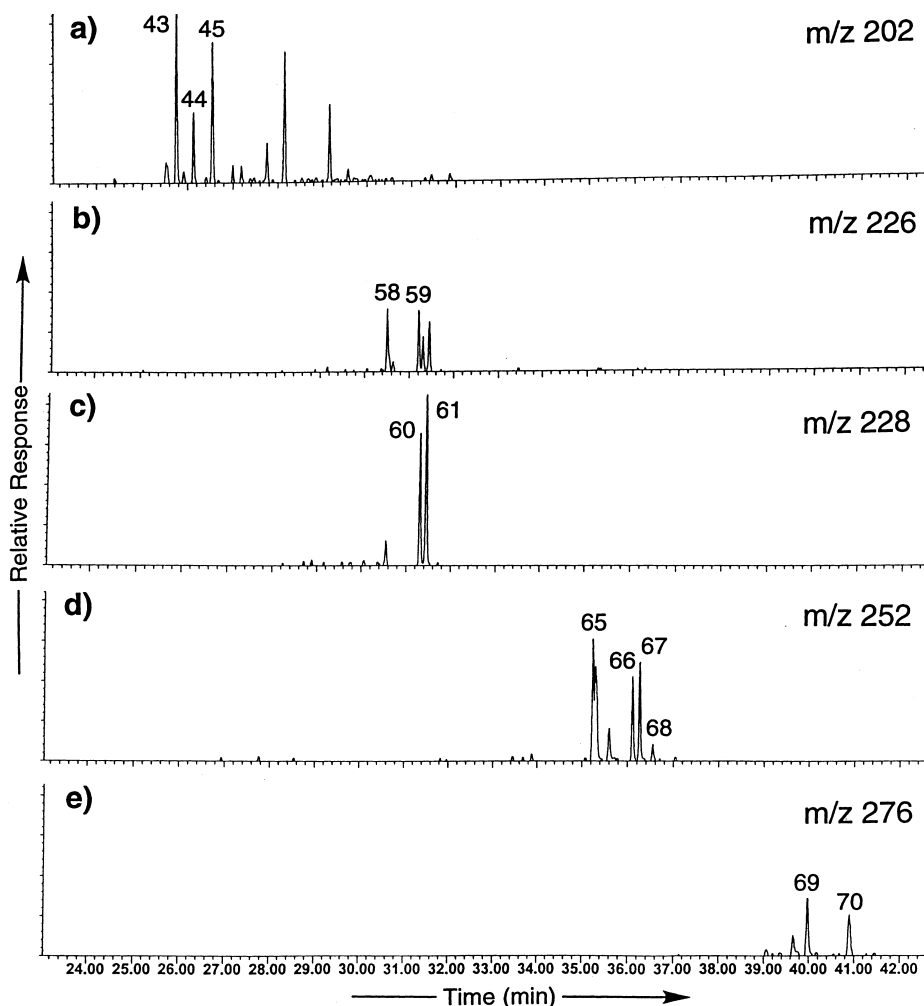 a)
43
45
44
m/z 202
b)
58 59
m/z 226
c)
60
61
m/z 228
d)
65
66
67
68
m/z 252
e)
69
70
m/z 276
Relative Response
24.00 25.00 26.00 27.00 28.00 29.00 30.00 31.00 32.00 33.00 34.00 35.00 36.00 37.00 38.00 39.00 40.00 41.00 42.00
Time (min)